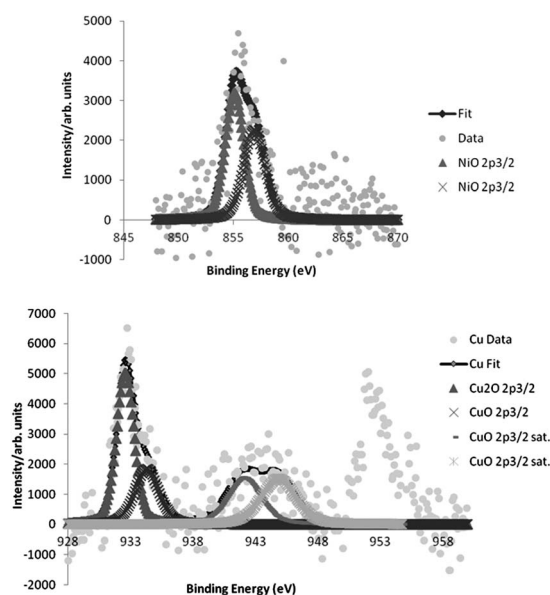 5000
4000
3000
2000
1000
0
-1000
845 850 855 860 865 870
Intensity/arb. units
Binding Energy (eV)
Fit
Data
NiO 2p3/2
NiO 2p3/2
7000
6000
5000
4000
3000
2000
1000
0
-1000
-2000
928 933 938 943 948 953 958
Intensity/arb. units
Binding Energy (eV)
Cu Data
Cu Fit
Cu2O 2p3/2
CuO 2p3/2
CuO 2p3/2 sat.
CuO 2p3/2 sat.